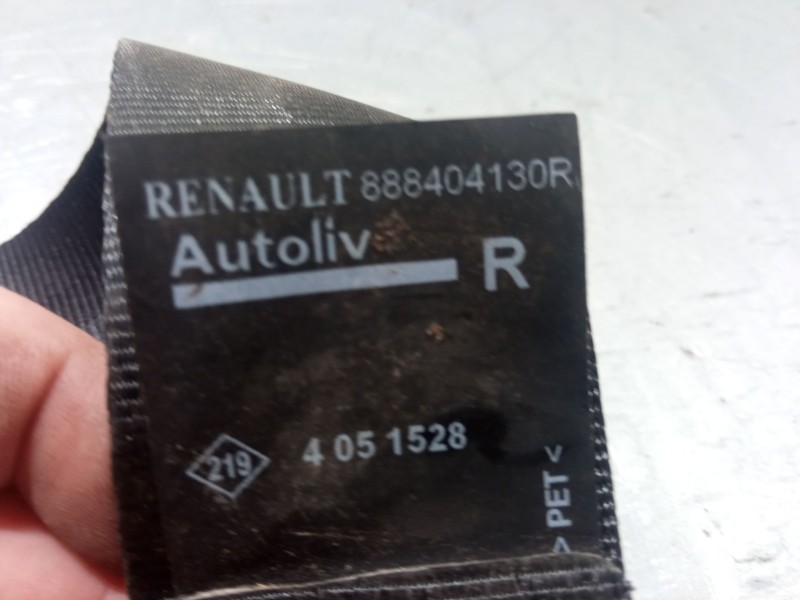 RENAULT 888404130R
Autoliv R
219 4 05 1528
> PET <